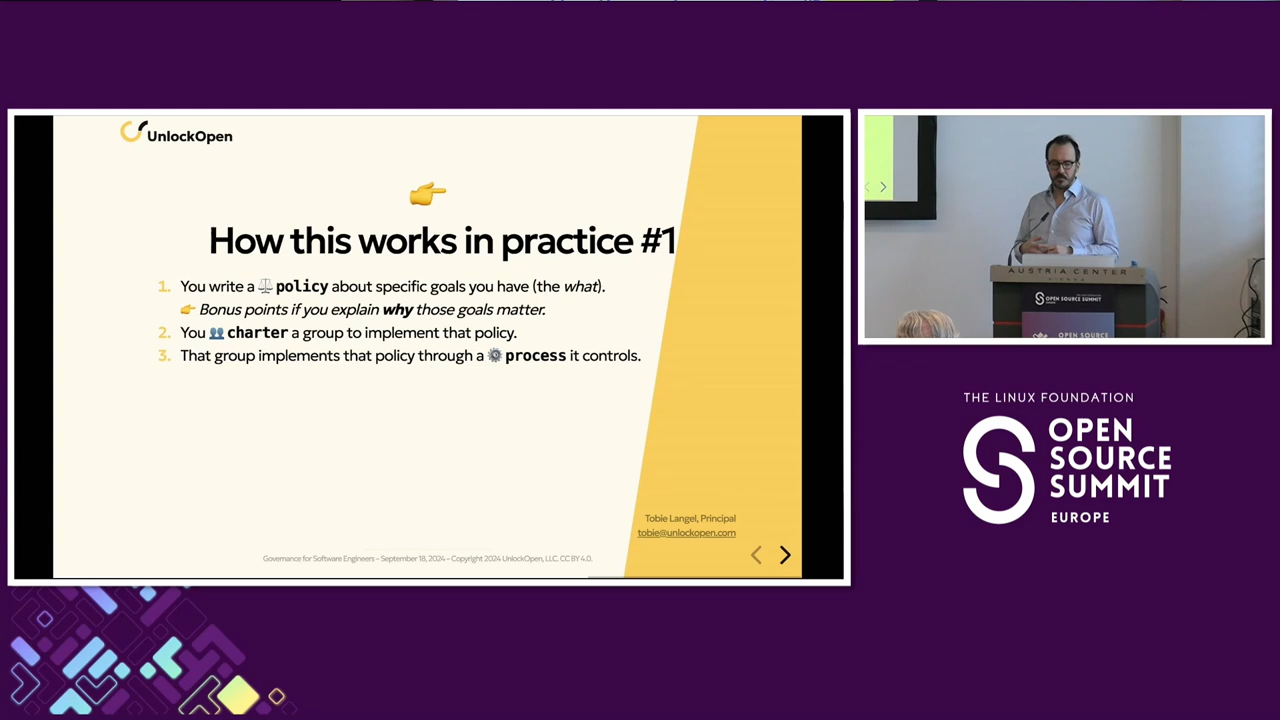 UnlockOpen
How this works in practice #1
1. You write a policy about specific goals you have (the what).
Bonus points if you explain why those goals matter.
2. You charter a group to implement that policy.
3. That group implements that policy through a process it controls.
Tobie Langel, Principal
tobie@unlockopen.com
Governance for Software Engineers – September 18, 2024 – Copyright 2024 UnlockOpen, LLC. CC BY 4.0.
AUSTRIA CENTER
OPEN SOURCE SUMMIT
OPEN SOURCE
THE LINUX FOUNDATION
OPEN
SOURCE
SUMMIT
EUROPE